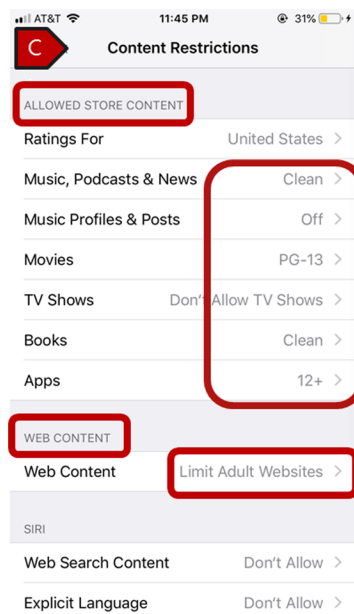 AT&T 11:45 PM 31%
C Content Restrictions
ALLOWED STORE CONTENT
Ratings For United States
Music, Podcasts & News Clean
Music Profiles & Posts Off
Movies PG-13
TV Shows Don't Allow TV Shows
Books Clean
Apps 12+
WEB CONTENT
Web Content Limit Adult Websites
SIRI
Web Search Content Don't Allow
Explicit Language Don't Allow